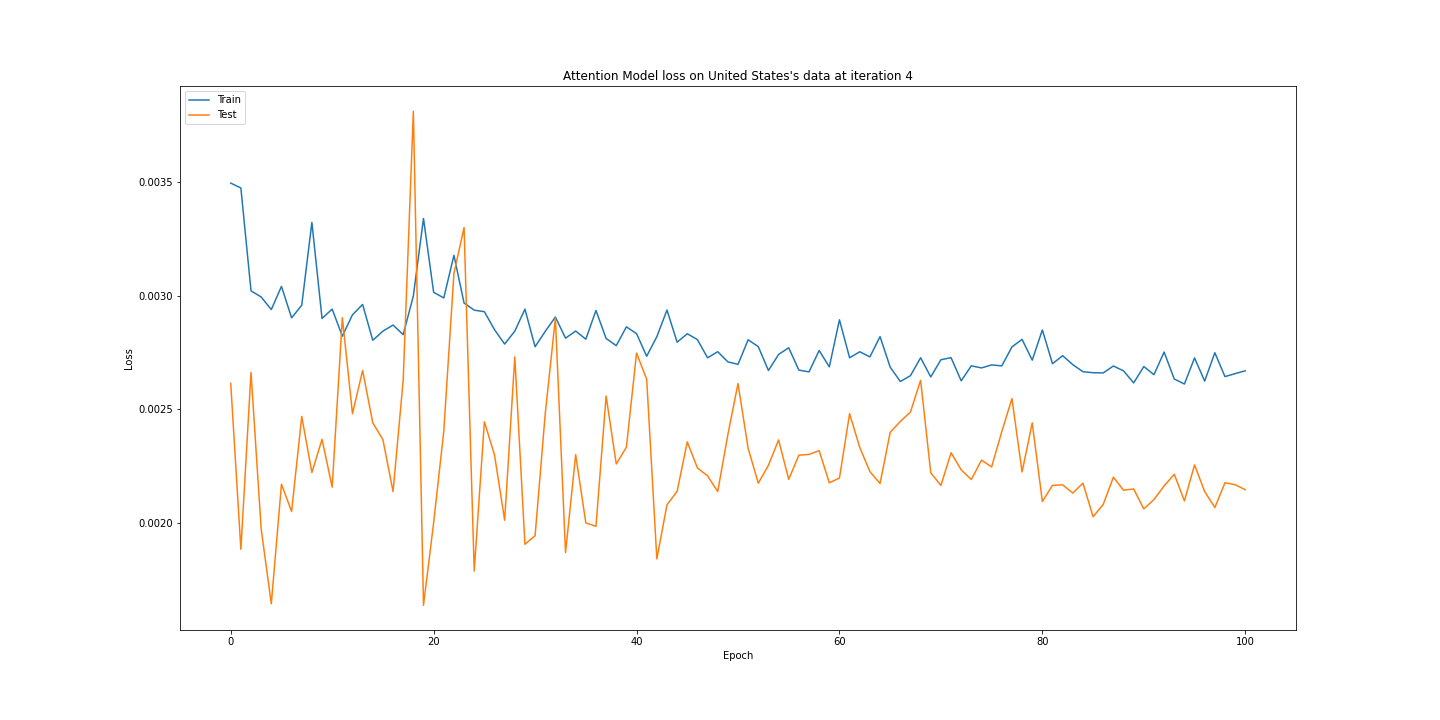 Attention Model loss on United States's data at iteration 4
Train
Test
0.0035
0.0030
0.0025
0.0020
Loss
0 20 40 60 80 100
Epoch